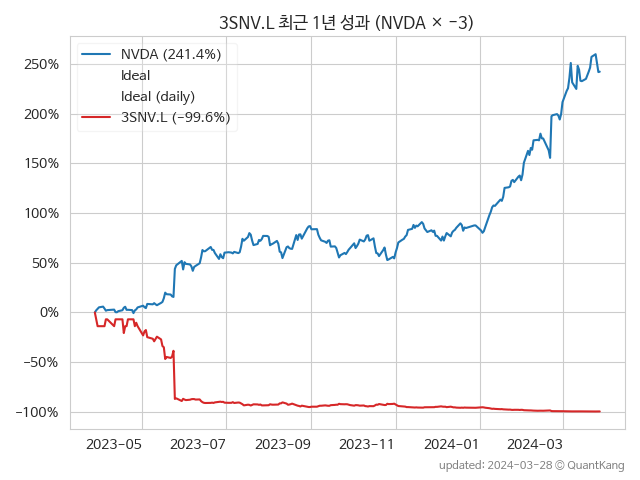 3SNV.L 최근 1년 성과 (NVDA × −3)
NVDA (241.4%)
Ideal
Ideal (daily)
3SNV.L (−99.6%)
250%
200%
150%
100%
50%
0%
−50%
−100%
2023-05
2023-07
2023-09
2023-11
2024-01
2024-03
updated: 2024-03-28 © QuantKang